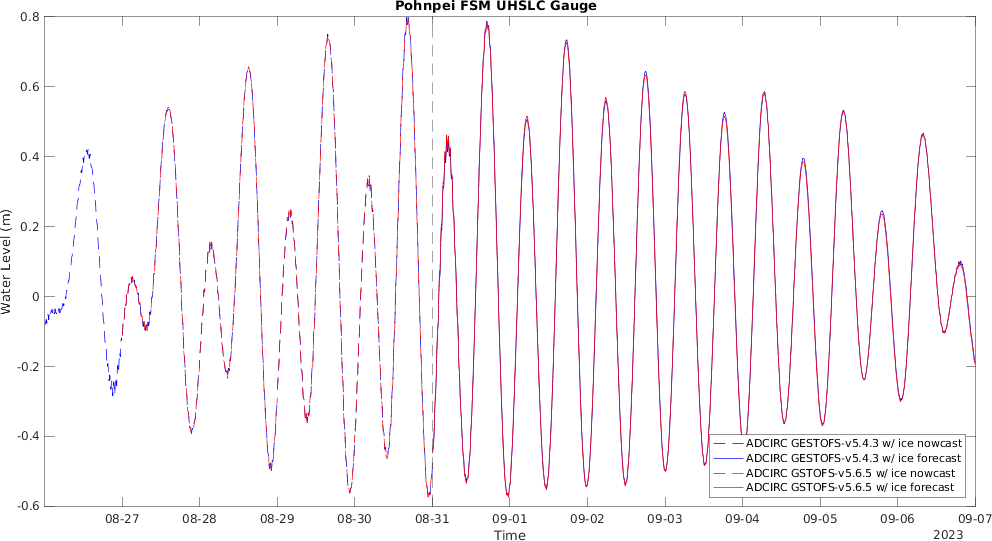 Pohnpei FSM UHSLC Gauge
0.8
0.6
0.4
0.2
0
-0.2
-0.4
-0.6
Water Level (m)
ADCIRC GESTOFS-v5.4.3 w/ ice nowcast
ADCIRC GESTOFS-v5.4.3 w/ ice forecast
ADCIRC GSTOFS-v5.6.5 w/ ice nowcast
ADCIRC GSTOFS-v5.6.5 w/ ice forecast
08-27 08-28 08-29 08-30 08-31 09-01 09-02 09-03 09-04 09-05 09-06 09-07
Time
2023